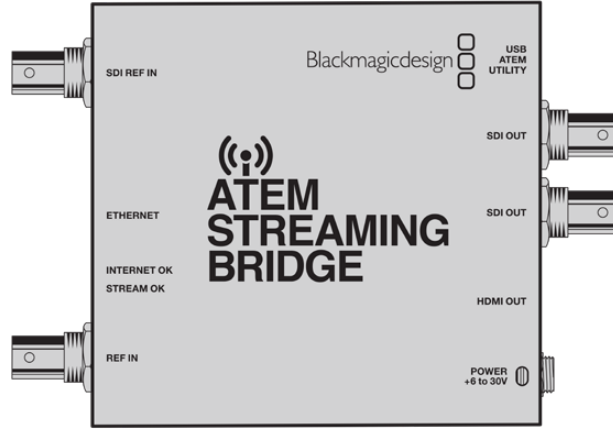 SDI REF IN
Blackmagicdesign
USB
ATEM
UTILITY
SDI OUT
ATEM
STREAMING
BRIDGE
ETHERNET
SDI OUT
INTERNET OK
STREAM OK
HDMI OUT
REF IN
POWER
+6 to 30V